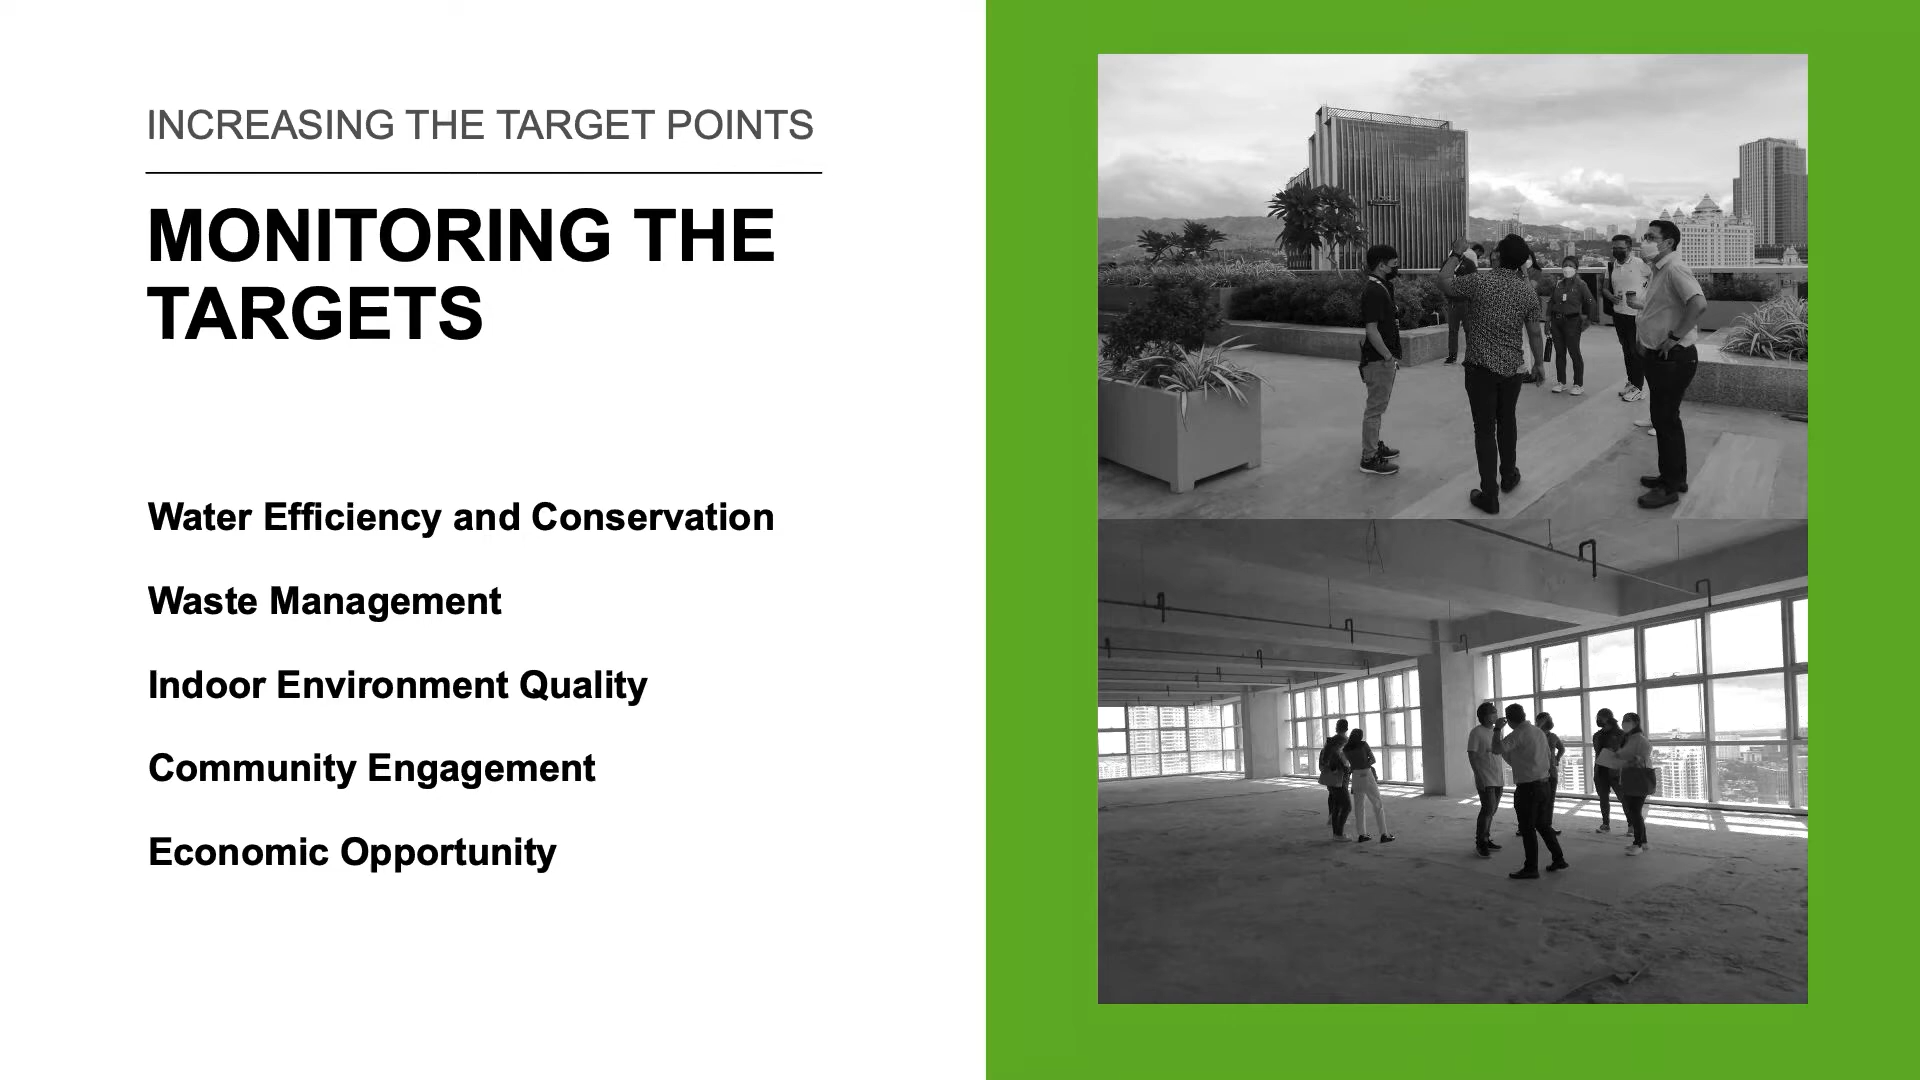 INCREASING THE TARGET POINTS
MONITORING THE
TARGETS
Water Efficiency and Conservation
Waste Management
Indoor Environment Quality
Community Engagement
Economic Opportunity